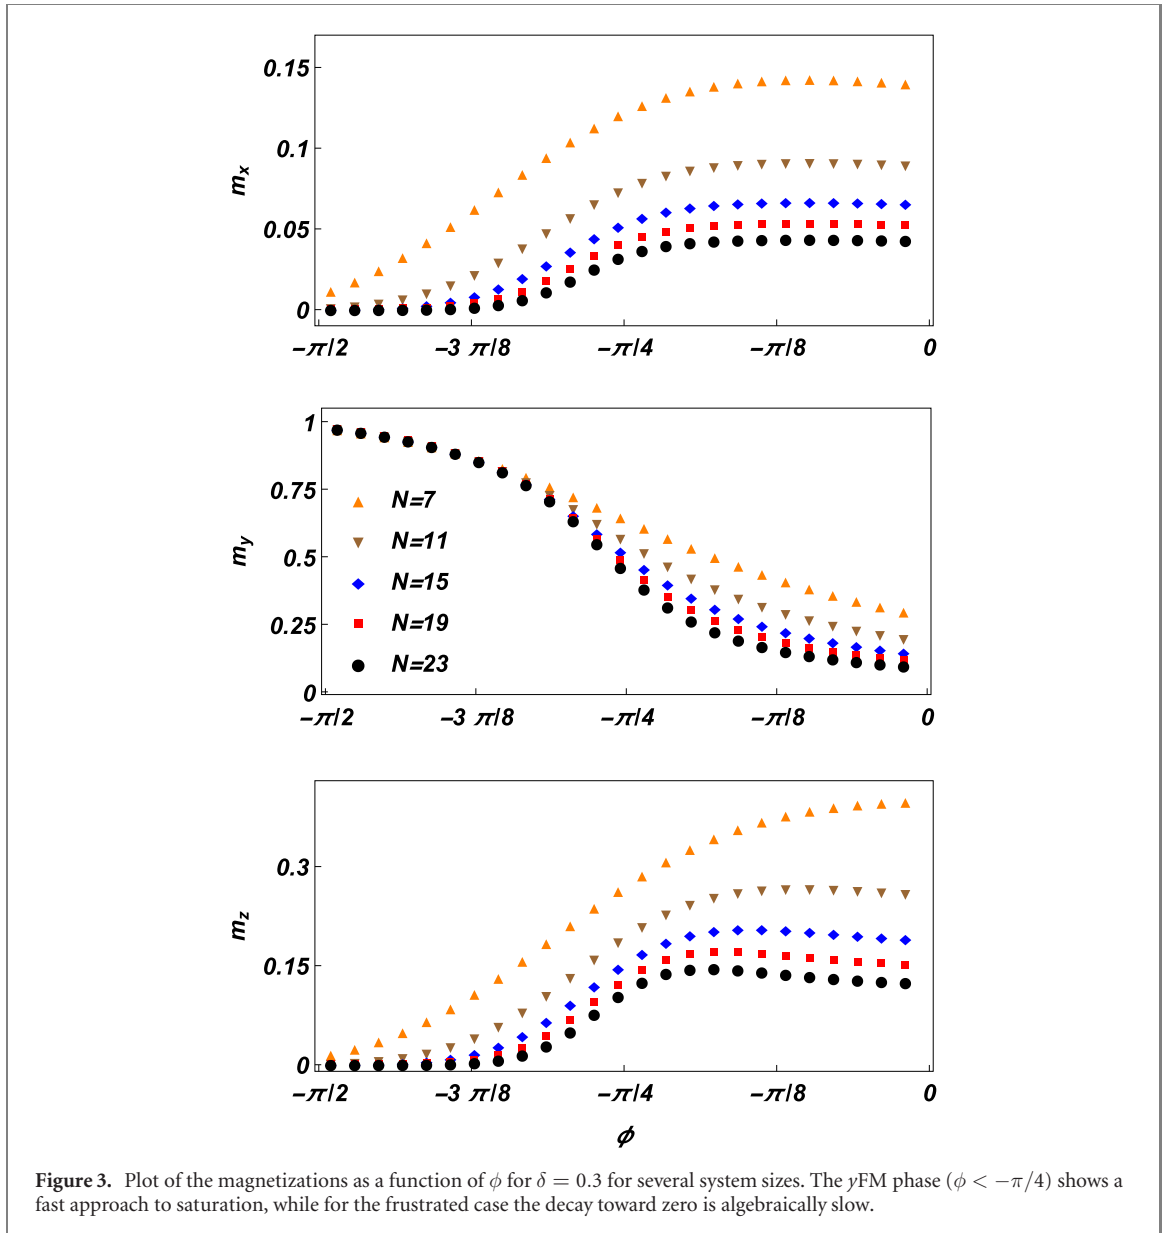 0.15
0.1
0.05
0
mₓ
−π/2 −3 π/8 −π/4 −π/8 0
1
0.75
0.5
0.25
0
m_y
N=7
N=11
N=15
N=19
N=23
−π/2 −3 π/8 −π/4 −π/8 0
0.3
0.15
0
m_z
−π/2 −3 π/8 −π/4 −π/8 0
ϕ
Figure 3. Plot of the magnetizations as a function of ϕ for δ = 0.3 for several system sizes. The yFM phase (ϕ < −π/4) shows a
fast approach to saturation, while for the frustrated case the decay toward zero is algebraically slow.